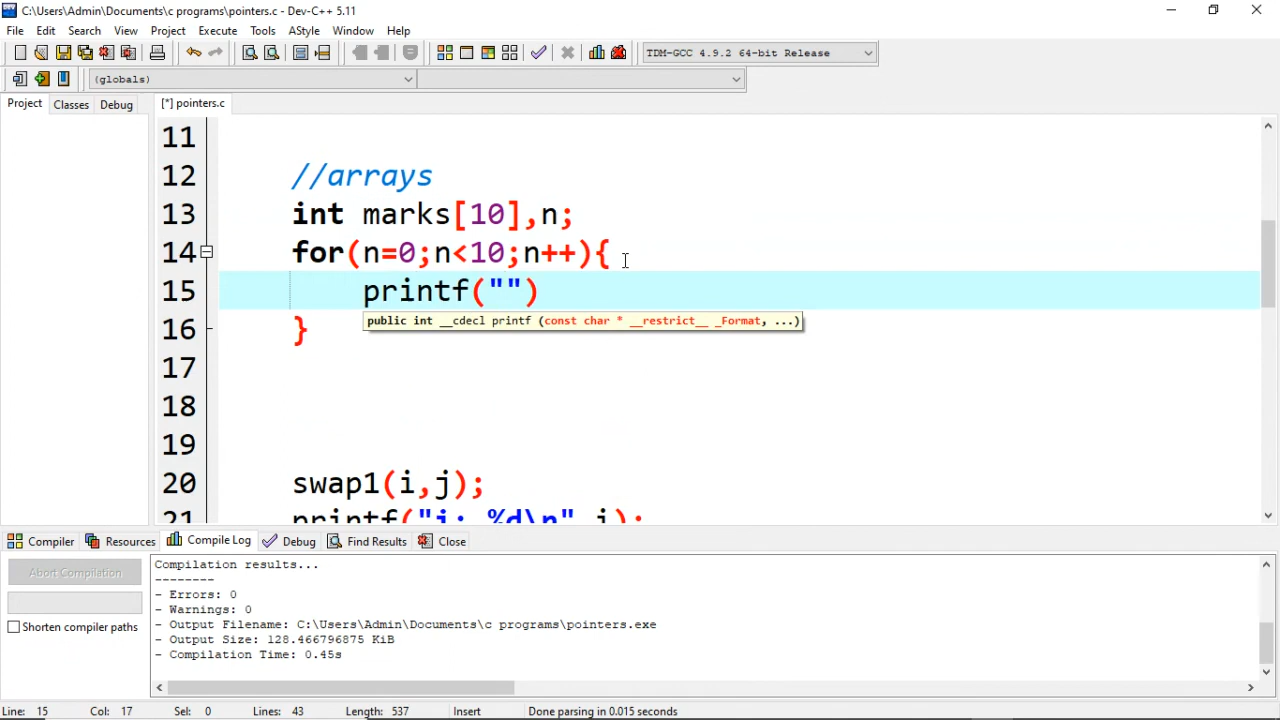 C:\Users\Admin\Documents\c programs\pointers.c - Dev-C++ 5.11
File Edit Search View Project Execute Tools AStyle Window Help
TDM-GCC 4.9.2 64-bit Release
(globals)
Project Classes Debug [*] pointers.c
11
12 //arrays
13 int marks[10],n;
14 for(n=0;n<10;n++){
15 printf("")
public int __cdecl printf (const char * __restrict__ _Format, ...)
16 }
17
18
19
20 swap1(i,j);
21 printf("i: %d\n",i);
Compiler Resources Compile Log Debug Find Results Close
Abort Compilation
Shorten compiler paths
Compilation results...
--------
- Errors: 0
- Warnings: 0
- Output Filename: C:\Users\Admin\Documents\c programs\pointers.exe
- Output Size: 128.466796875 KiB
- Compilation Time: 0.45s
Line: 15 Col: 17 Sel: 0 Lines: 43 Length: 537 Insert Done parsing in 0.015 seconds